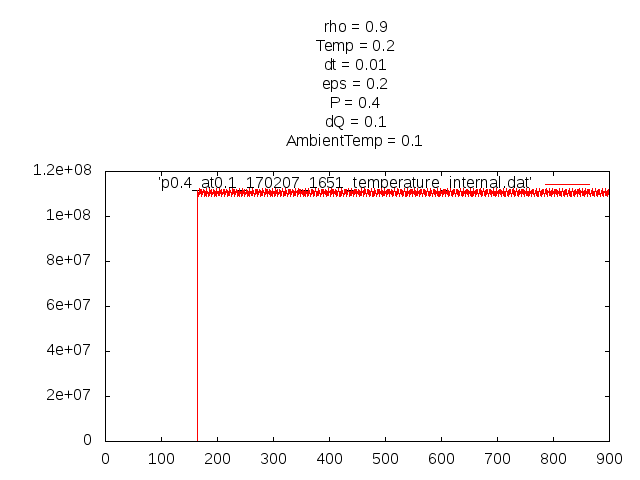 rho = 0.9
Temp = 0.2
dt = 0.01
eps = 0.2
P = 0.4
dQ = 0.1
AmbientTemp = 0.1
1.2e+08
'p0.4_at0.1_170207_1651_temperature_internal.dat'
1e+08
8e+07
6e+07
4e+07
2e+07
0
0 100 200 300 400 500 600 700 800 900